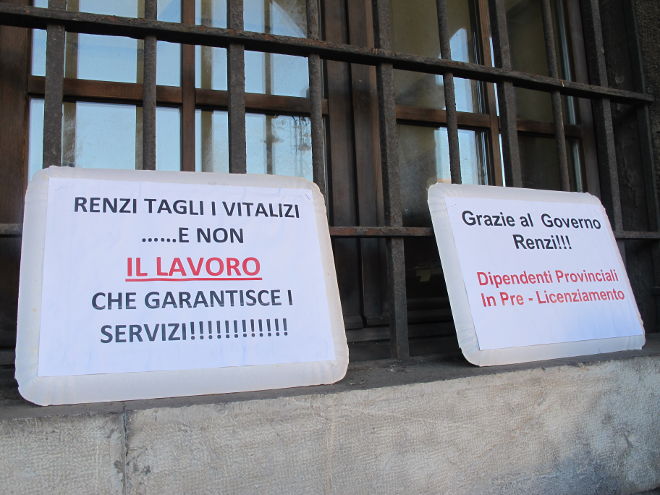 RENZI TAGLI I VITALIZI
......E NON
IL LAVORO
CHE GARANTISCE I
SERVIZI!!!!!!!!!!!!!
Grazie al Governo
Renzi!!!
Dipendenti Provinciali
In Pre - Licenziamento